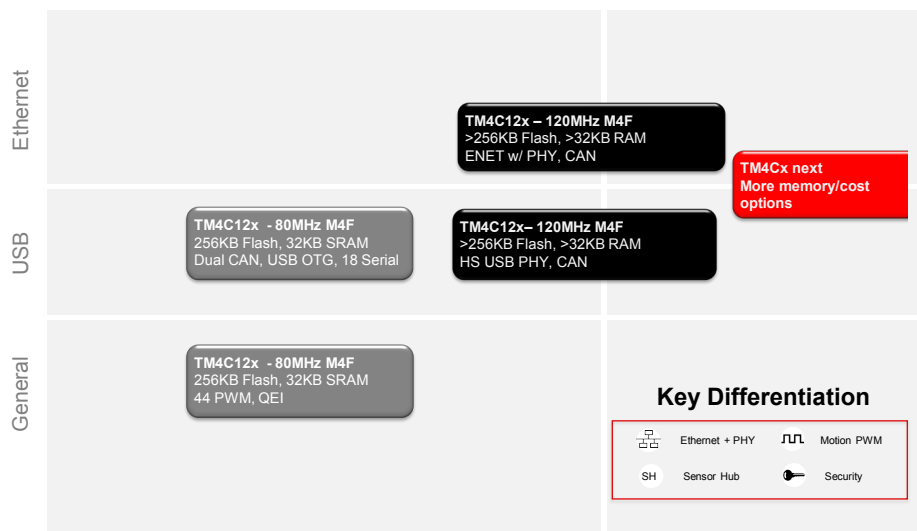 Ethernet
TM4C12x – 120MHz M4F
>256KB Flash, >32KB RAM
ENET w/ PHY, CAN
TM4Cx next
More memory/cost
options
USB
TM4C12x - 80MHz M4F
256KB Flash, 32KB SRAM
Dual CAN, USB OTG, 18 Serial
TM4C12x– 120MHz M4F
>256KB Flash, >32KB RAM
HS USB PHY, CAN
General
TM4C12x - 80MHz M4F
256KB Flash, 32KB SRAM
44 PWM, QEI
Key Differentiation
Ethernet + PHY
Motion PWM
SH Sensor Hub
Security